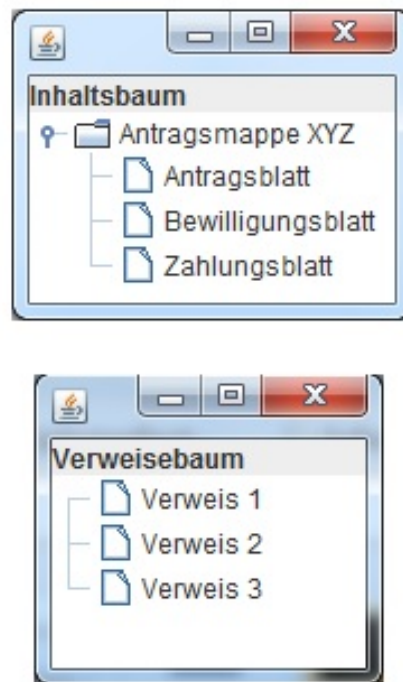 Inhaltsbaum
Antragsmappe XYZ
Antragsblatt
Bewilligungsblatt
Zahlungsblatt
Verweisebaum
Verweis 1
Verweis 2
Verweis 3